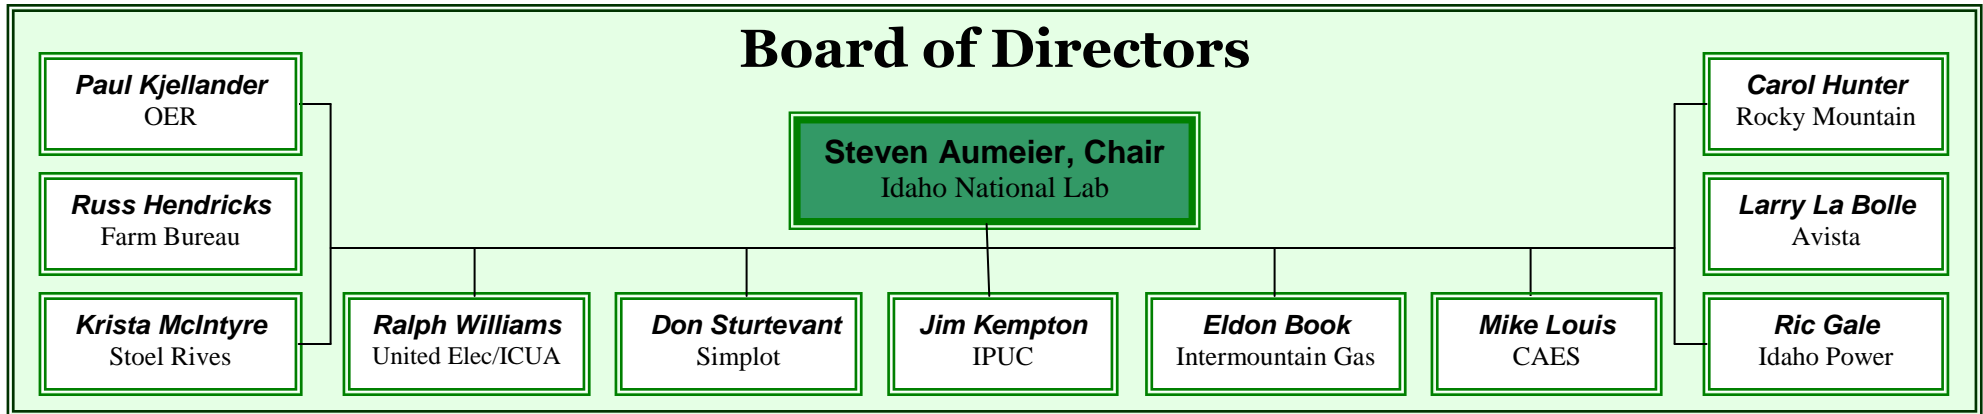 Board of Directors
Paul Kjellander
OER
Carol Hunter
Rocky Mountain
Steven Aumeier, Chair
Idaho National Lab
Russ Hendricks
Farm Bureau
Larry La Bolle
Avista
Krista McIntyre
Stoel Rives
Ralph Williams
United Elec/ICUA
Don Sturtevant
Simplot
Jim Kempton
IPUC
Eldon Book
Intermountain Gas
Mike Louis
CAES
Ric Gale
Idaho Power